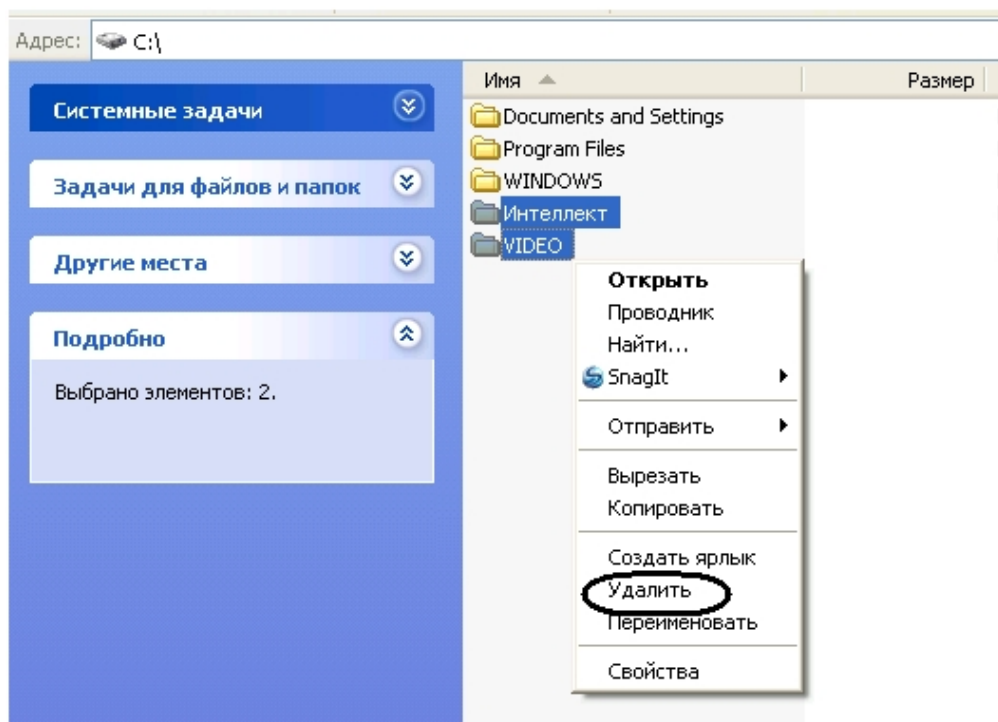 Адрес: C:\
Имя Размер
Системные задачи
Задачи для файлов и папок
Другие места
Подробно
Выбрано элементов: 2.
Documents and Settings
Program Files
WINDOWS
Интеллект
VIDEO
Открыть
Проводник
Найти...
SnagIt
Отправить
Вырезать
Копировать
Создать ярлык
Удалить
Переименовать
Свойства